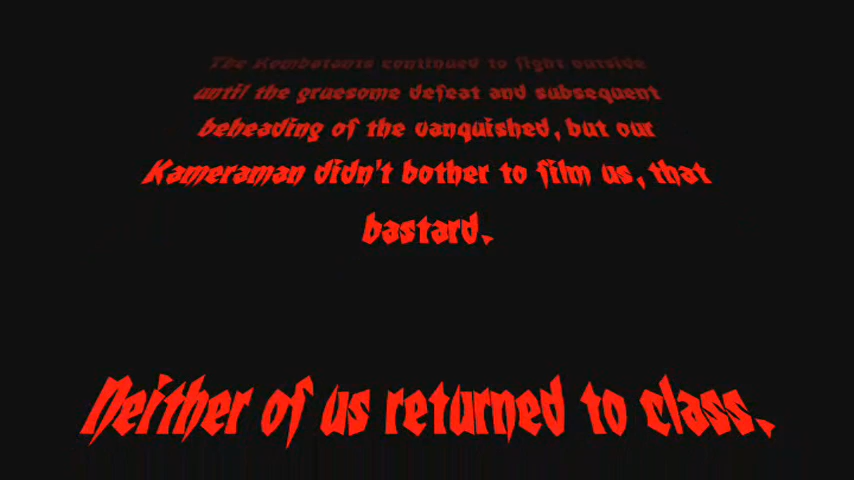 The Kombatants continued to fight outside
until the gruesome defeat and subsequent
beheading of the vanquished, but our
Kameraman didn't bother to film us, that
bastard.
Neither of us returned to class.